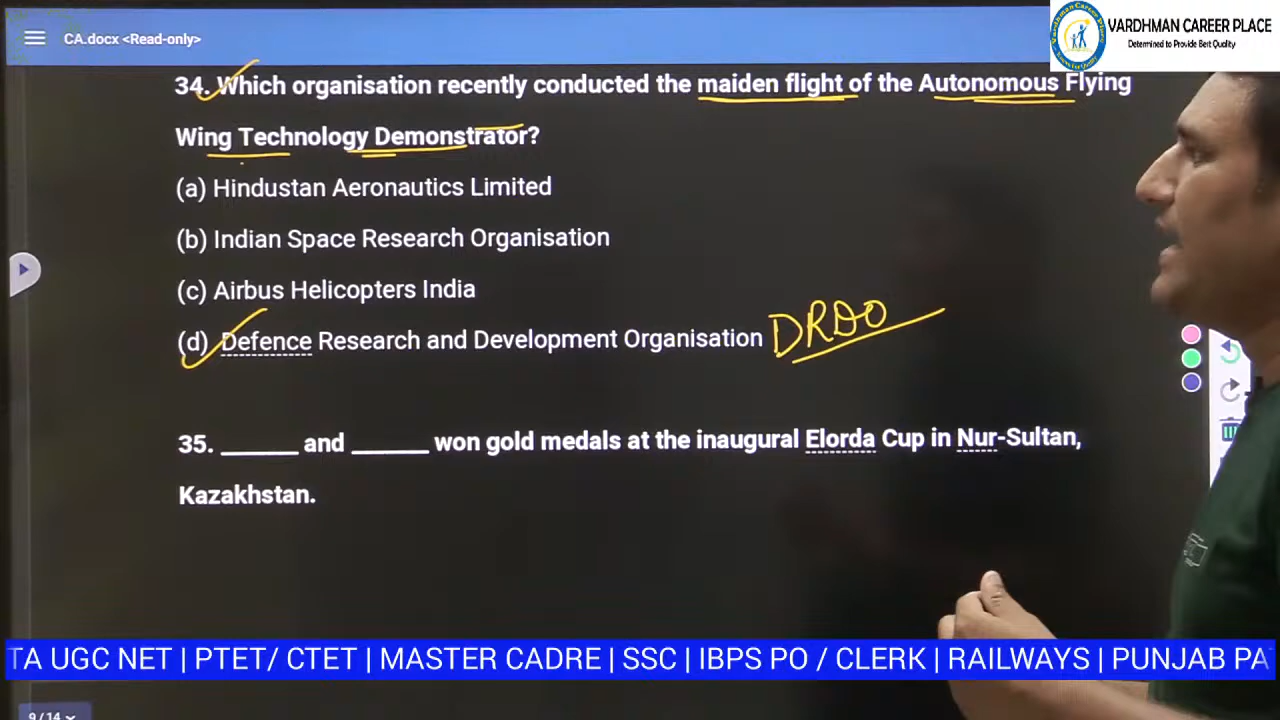 CA.docx <Read-only>
VARDHMAN CAREER PLACE
Determined to Provide Bert Quality
34. Which organisation recently conducted the maiden flight of the Autonomous Flying
Wing Technology Demonstrator?
(a) Hindustan Aeronautics Limited
(b) Indian Space Research Organisation
(c) Airbus Helicopters India
(d) Defence Research and Development Organisation DRDO
35. ______ and ______ won gold medals at the inaugural Elorda Cup in Nur-Sultan,
Kazakhstan.
TA UGC NET | PTET/ CTET | MASTER CADRE | SSC | IBPS PO / CLERK | RAILWAYS | PUNJAB PA
9 / 14